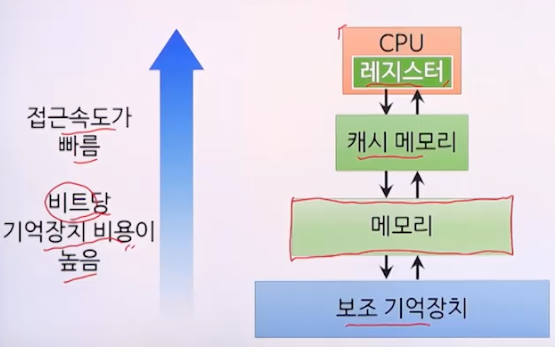 접근속도가
빠름
비트당
기억장치 비용이
높음
CPU
레지스터
캐시 메모리
메모리
보조 기억장치